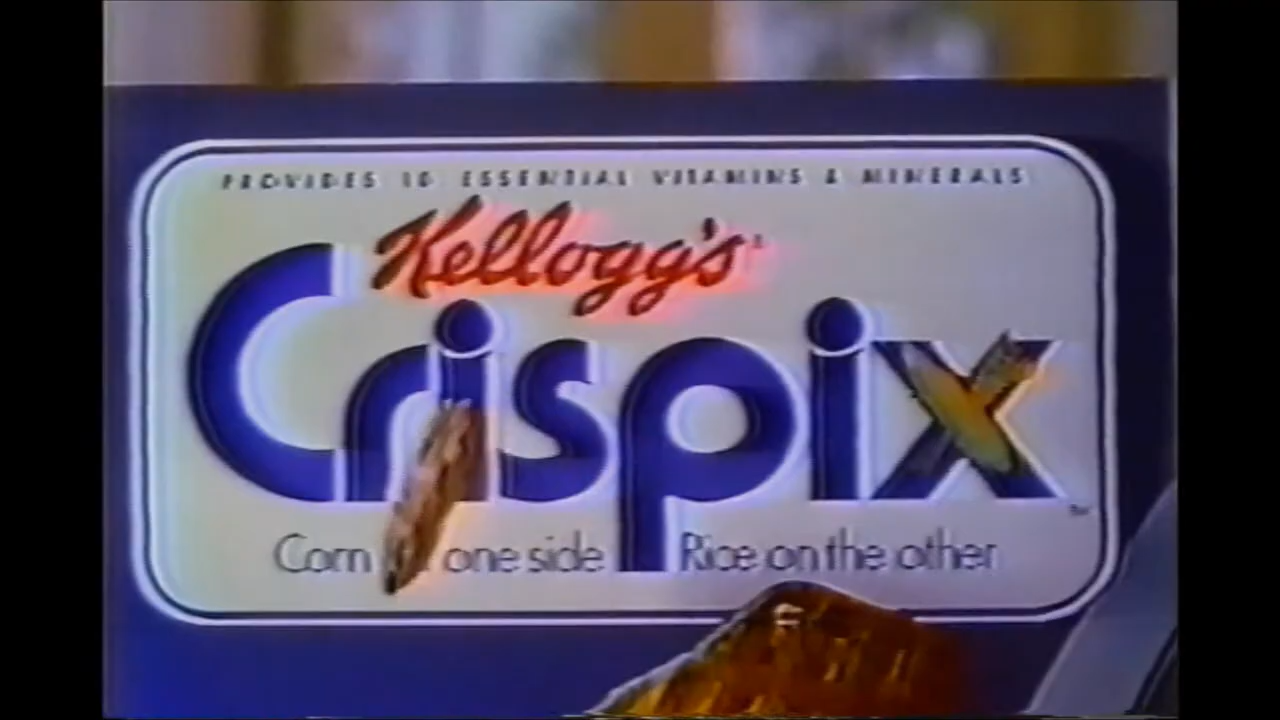 PROVIDES 10 ESSENTIAL VITAMINS & MINERALS
Kellogg's
Crispix
Corn one side Rice on the other